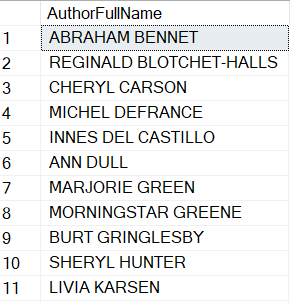 AuthorFullName
1 ABRAHAM BENNET
2 REGINALD BLOTCHET-HALLS
3 CHERYL CARSON
4 MICHEL DEFRANCE
5 INNES DEL CASTILLO
6 ANN DULL
7 MARJORIE GREEN
8 MORNINGSTAR GREENE
9 BURT GRINGLESBY
10 SHERYL HUNTER
11 LIVIA KARSEN